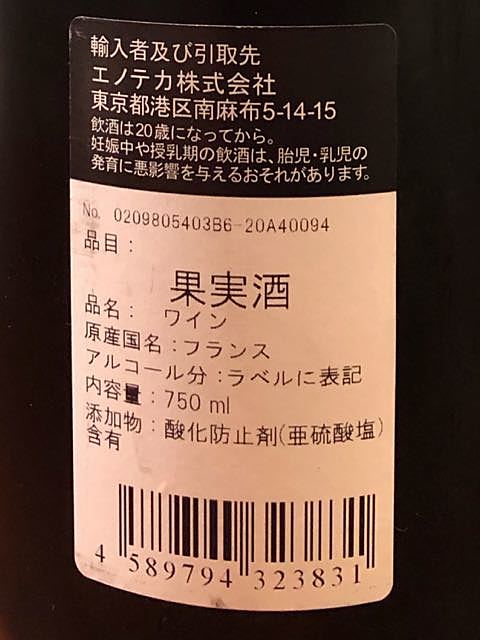 輸入者及び引取先
エノテカ株式会社
東京都港区南麻布5-14-15
飲酒は20歳になってから。
妊娠中や授乳期の飲酒は、胎児・乳児の
発育に悪影響を与えるおそれがあります。
No. 0209805403B6-20A40094
品目：
果実酒
品名： ワイン
原産国名：フランス
アルコール分：ラベルに表記
内容量：750 ml
添加物：酸化防止剤(亜硫酸塩)
含有
4 589794 323831